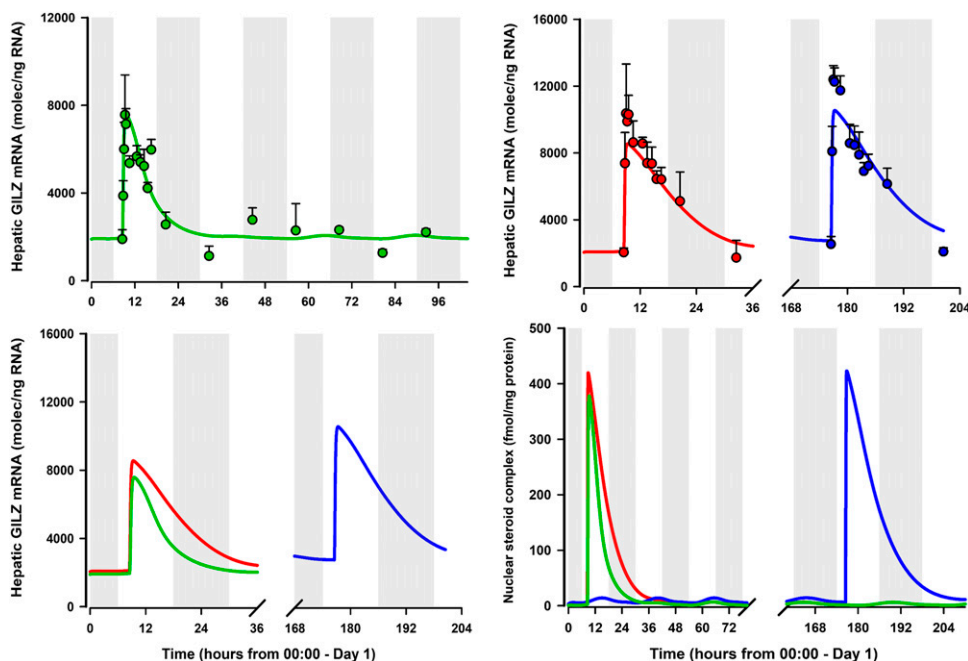 Hepatic GILZ mRNA (molec/ng RNA)
12000
8000
4000
0
0 12 24 36 48 60 72 84 96
Hepatic GILZ mRNA (molec/ng RNA)
16000
12000
8000
4000
0
0 12 24 36 168 180 192 204
Hepatic GILZ mRNA (molec/ng RNA)
16000
12000
8000
4000
0
0 12 24 36 168 180 192 204
Time (hours from 00:00 - Day 1)
Nuclear steroid complex (fmol/mg protein)
500
400
300
200
100
0
0 12 24 36 48 60 72 168 180 192 204
Time (hours from 00:00 - Day 1)